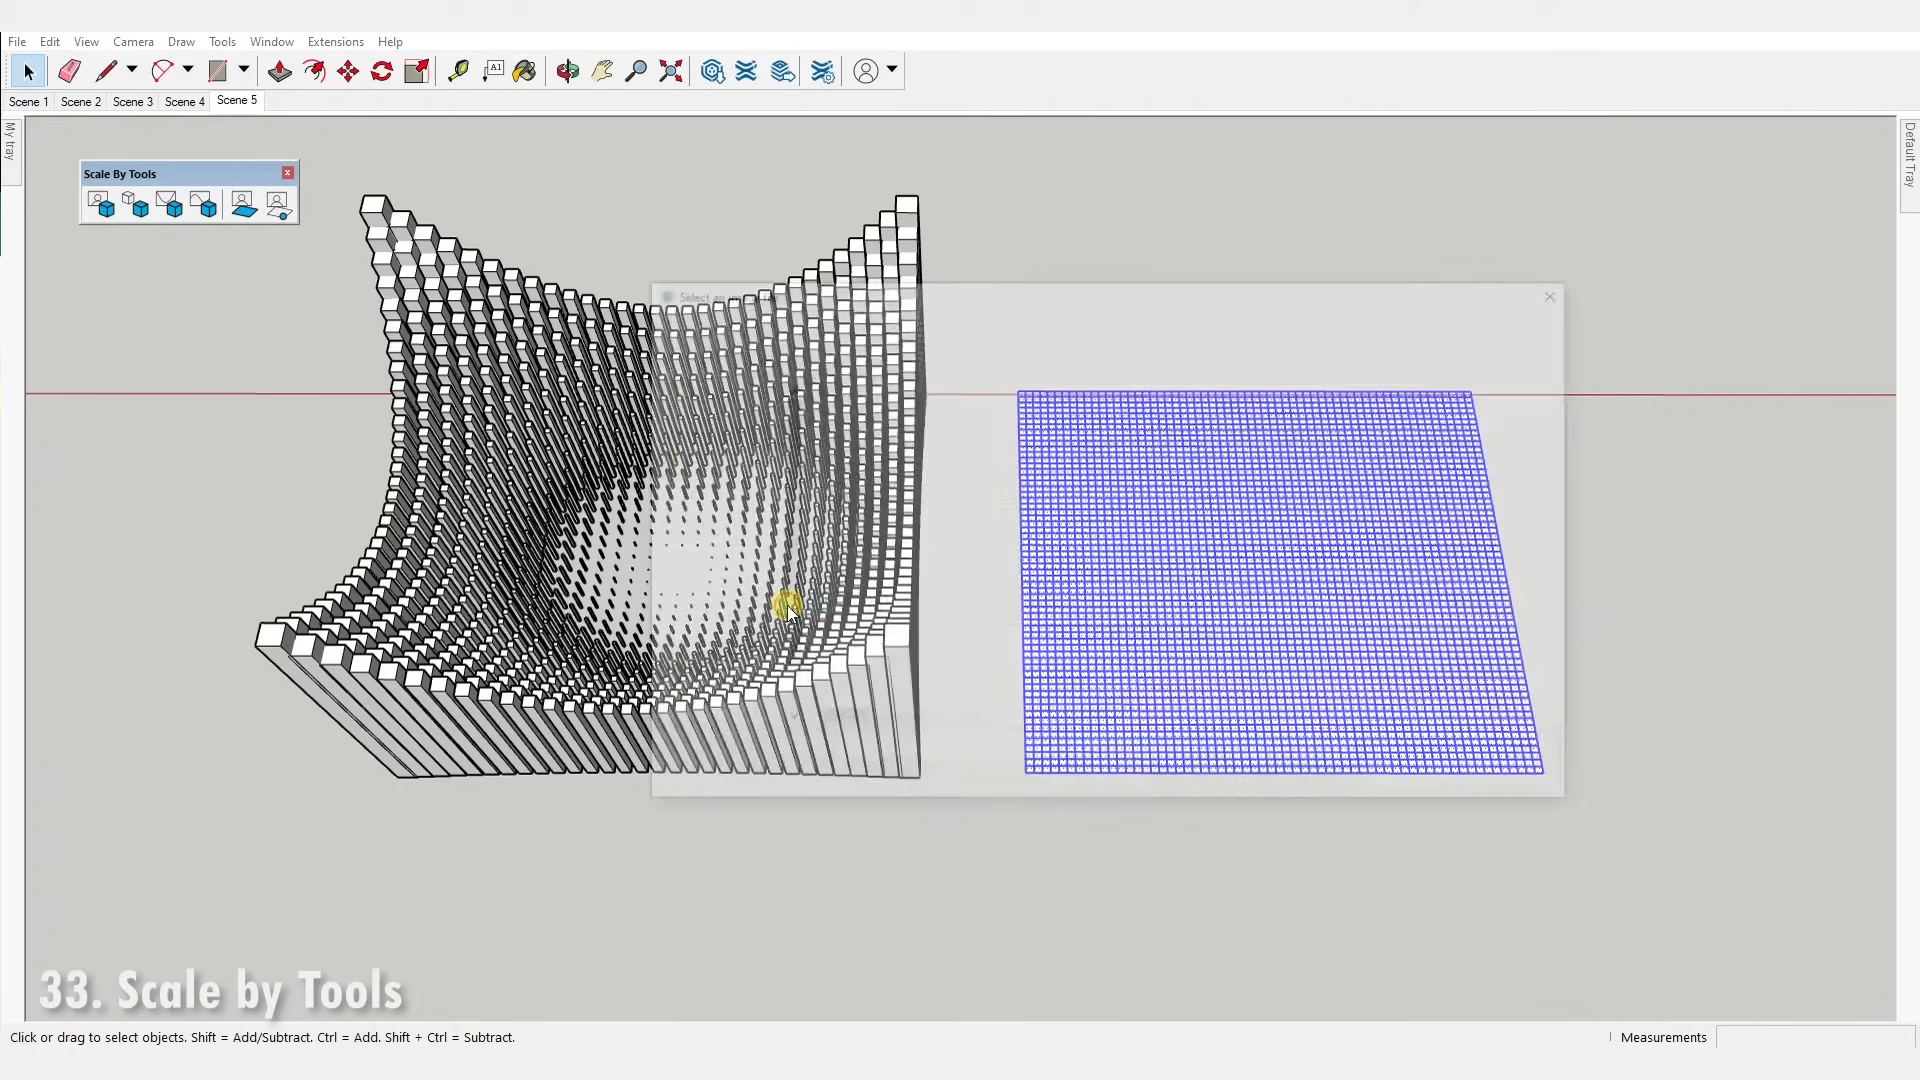 File Edit View Camera Draw Tools Window Extensions Help
A1
Scene 1 Scene 2 Scene 3 Scene 4 Scene 5
My tray
Default Tray
Scale By Tools
33. Scale by Tools
Click or drag to select objects. Shift = Add/Subtract. Ctrl = Add. Shift + Ctrl = Subtract.
Measurements